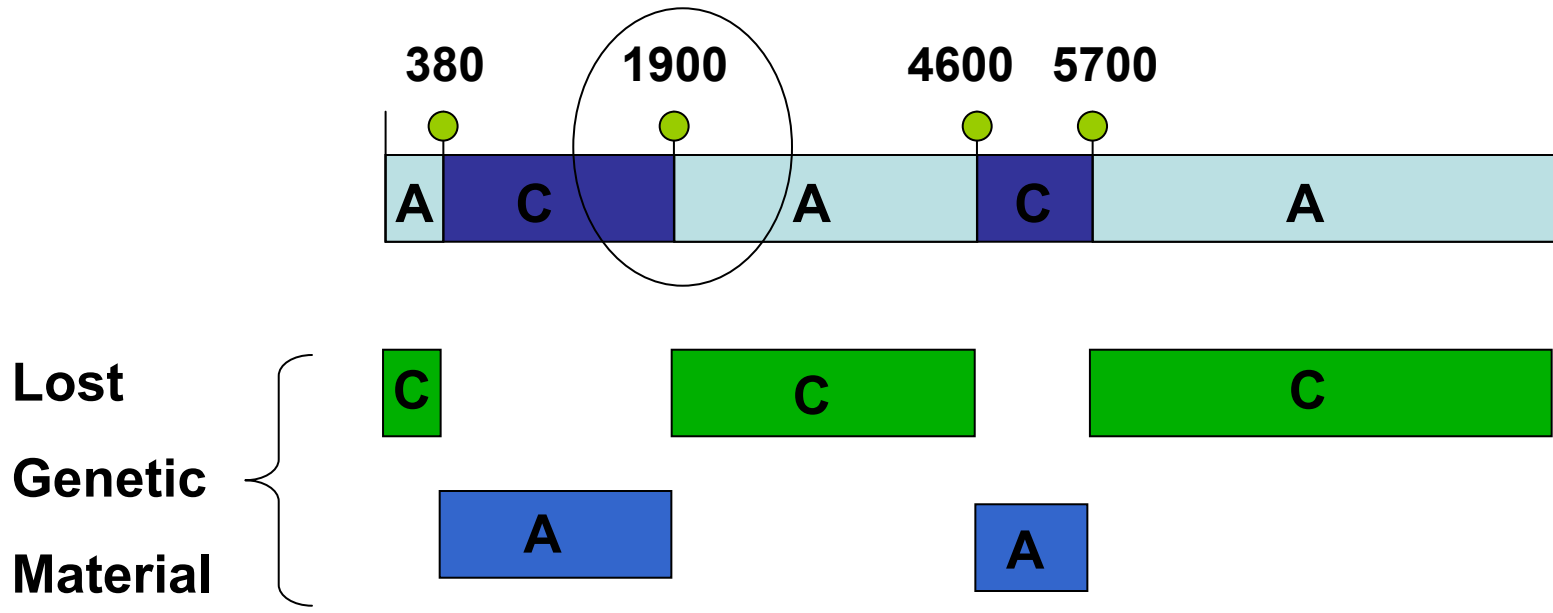 380 1900 4600 5700
A C A C A
Lost C C C
Genetic
A A
Material